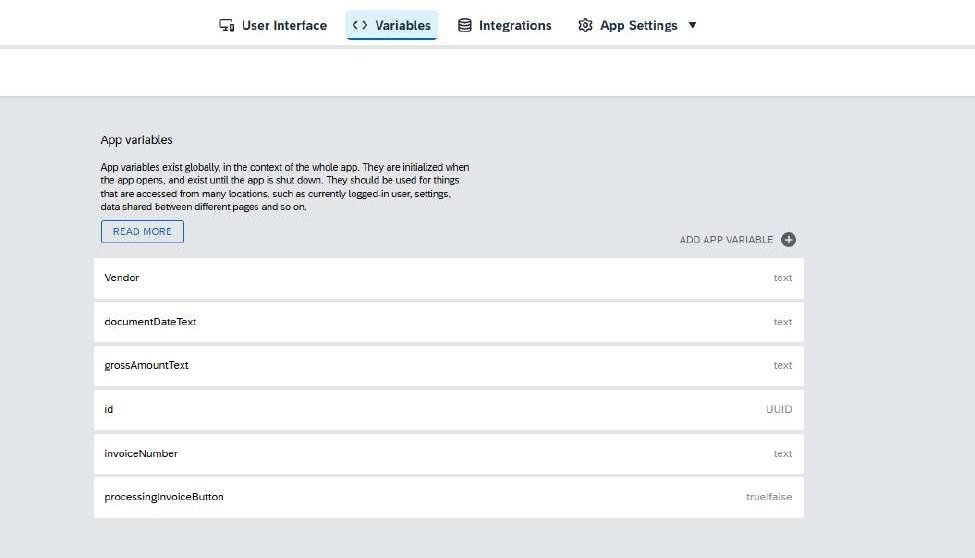 User Interface
Variables
Integrations
App Settings
App variables
App variables exist globally, in the context of the whole app. They are initialized when
the app opens, and exist until the app is shut down. They should be used for things
that are accessed from many locations, such as currently logged-in user, settings,
data shared between different pages and so on.
READ MORE
ADD APP VARIABLE
Vendor text
documentDateText text
grossAmountText text
id UUID
invoiceNumber text
processingInvoiceButton true/false